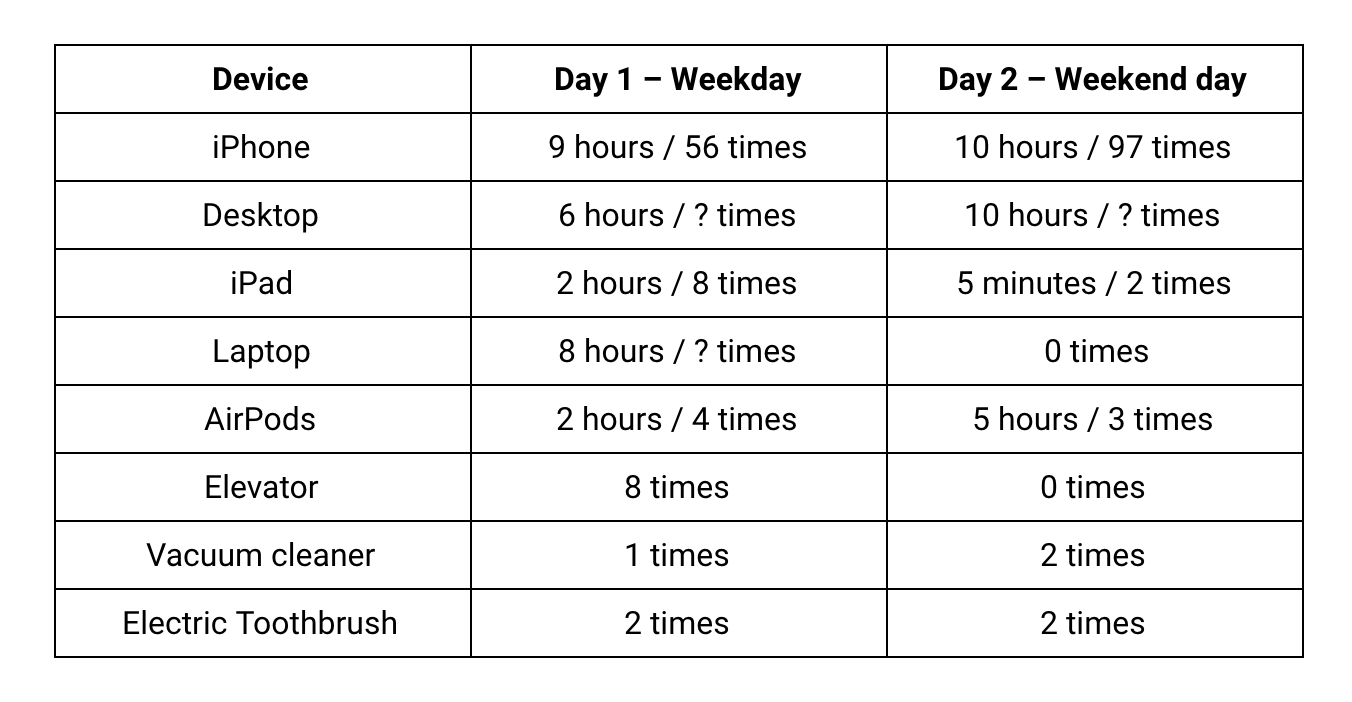 Device Day 1 – Weekday Day 2 – Weekend day
iPhone 9 hours / 56 times 10 hours / 97 times
Desktop 6 hours / ? times 10 hours / ? times
iPad 2 hours / 8 times 5 minutes / 2 times
Laptop 8 hours / ? times 0 times
AirPods 2 hours / 4 times 5 hours / 3 times
Elevator 8 times 0 times
Vacuum cleaner 1 times 2 times
Electric Toothbrush 2 times 2 times